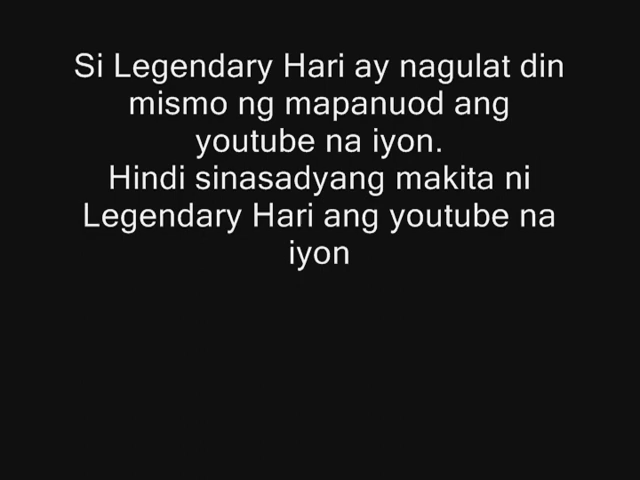 Si Legendary Hari ay nagulat din
mismo ng mapanuod ang
youtube na iyon.
Hindi sinasadyang makita ni
Legendary Hari ang youtube na
iyon